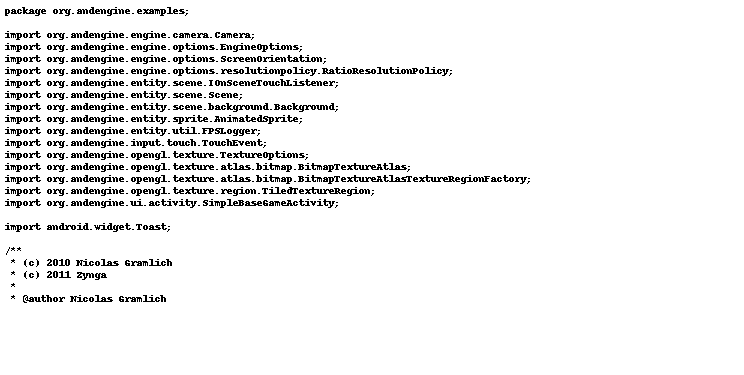 package org.andengine.examples;

import org.andengine.engine.camera.Camera;
import org.andengine.engine.options.EngineOptions;
import org.andengine.engine.options.ScreenOrientation;
import org.andengine.engine.options.resolutionpolicy.RatioResolutionPolicy;
import org.andengine.entity.scene.IOnSceneTouchListener;
import org.andengine.entity.scene.Scene;
import org.andengine.entity.scene.background.Background;
import org.andengine.entity.sprite.AnimatedSprite;
import org.andengine.entity.util.FPSLogger;
import org.andengine.input.touch.TouchEvent;
import org.andengine.opengl.texture.TextureOptions;
import org.andengine.opengl.texture.atlas.bitmap.BitmapTextureAtlas;
import org.andengine.opengl.texture.atlas.bitmap.BitmapTextureAtlasTextureRegionFactory;
import org.andengine.opengl.texture.region.TiledTextureRegion;
import org.andengine.ui.activity.SimpleBaseGameActivity;

import android.widget.Toast;

/**
 * (c) 2010 Nicolas Gramlich
 * (c) 2011 Zynga
 *
 * @author Nicolas Gramlich